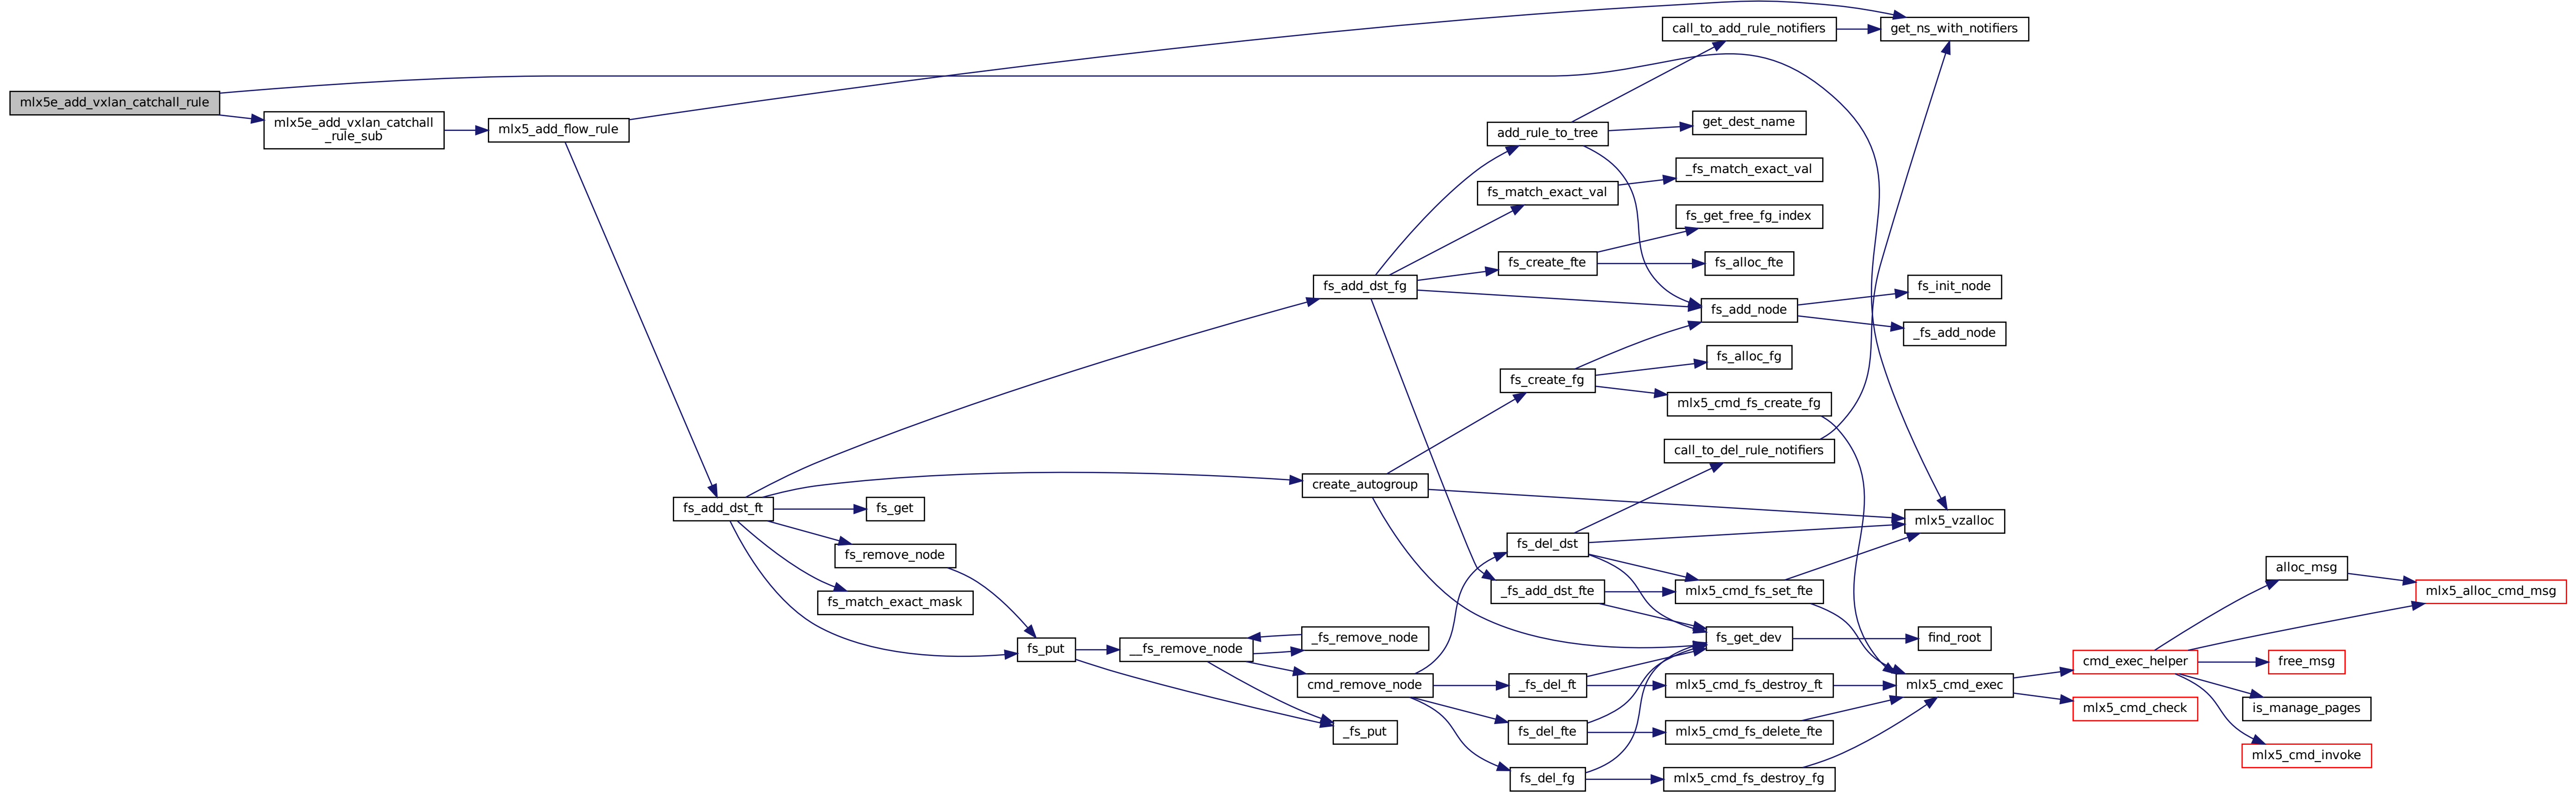 mlx5e_add_vxlan_catchall_rule
mlx5e_add_vxlan_catchall
_rule_sub
mlx5_add_flow_rule
fs_add_dst_ft
fs_get
fs_remove_node
fs_match_exact_mask
fs_put
__fs_remove_node
fs_add_dst_fg
create_autogroup
_fs_remove_node
cmd_remove_node
_fs_put
add_rule_to_tree
fs_match_exact_val
fs_create_fte
fs_create_fg
fs_del_dst
_fs_add_dst_fte
_fs_del_ft
fs_del_fte
fs_del_fg
call_to_add_rule_notifiers
get_dest_name
_fs_match_exact_val
fs_get_free_fg_index
fs_alloc_fte
fs_add_node
fs_alloc_fg
mlx5_cmd_fs_create_fg
call_to_del_rule_notifiers
mlx5_cmd_fs_set_fte
fs_get_dev
mlx5_cmd_fs_destroy_ft
mlx5_cmd_fs_delete_fte
mlx5_cmd_fs_destroy_fg
get_ns_with_notifiers
fs_init_node
_fs_add_node
mlx5_vzalloc
find_root
mlx5_cmd_exec
cmd_exec_helper
mlx5_cmd_check
alloc_msg
free_msg
is_manage_pages
mlx5_cmd_invoke
mlx5_alloc_cmd_msg